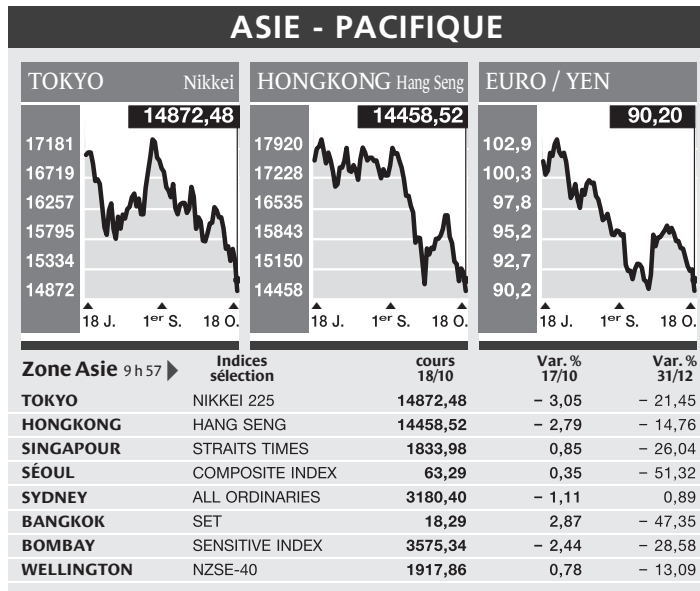 ASIE - PACIFIQUE
TOKYO Nikkei
14872,48
17181
16719
16257
15795
15334
14872
18 J. 1er S. 18 O.
HONGKONG Hang Seng
14458,52
17920
17228
16535
15843
15150
14458
18 J. 1er S. 18 O.
EURO / YEN
90,20
102,9
100,3
97,8
95,2
92,7
90,2
18 J. 1er S. 18 O.
Zone Asie 9 h 57 Indices sélection cours 18/10 Var. % 17/10 Var. % 31/12
TOKYO NIKKEI 225 14872,48 – 3,05 – 21,45
HONGKONG HANG SENG 14458,52 – 2,79 – 14,76
SINGAPOUR STRAITS TIMES 1833,98 0,85 – 26,04
SÉOUL COMPOSITE INDEX 63,29 0,35 – 51,32
SYDNEY ALL ORDINARIES 3180,40 – 1,11 0,89
BANGKOK SET 18,29 2,87 – 47,35
BOMBAY SENSITIVE INDEX 3575,34 – 2,44 – 28,58
WELLINGTON NZSE-40 1917,86 0,78 – 13,09